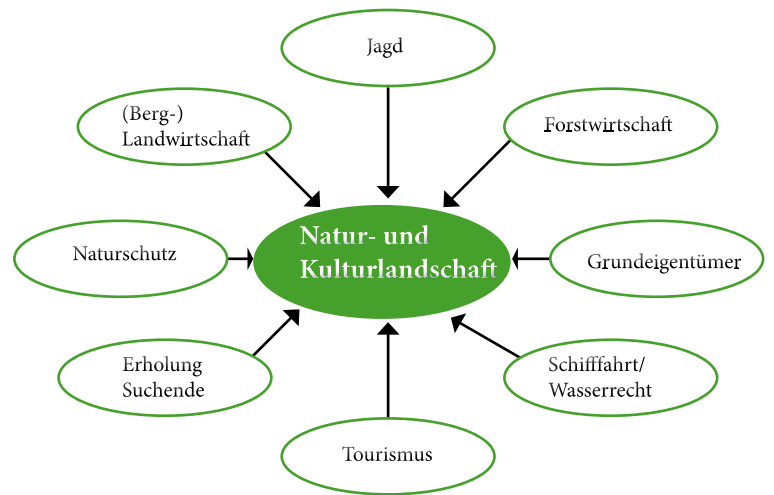 Jagd
(Berg-)
Landwirtschaft
Forstwirtschaft
Natur- und
Kulturlandschaft
Naturschutz
Grundeigentümer
Erholung
Suchende
Schifffahrt/
Wasserrecht
Tourismus